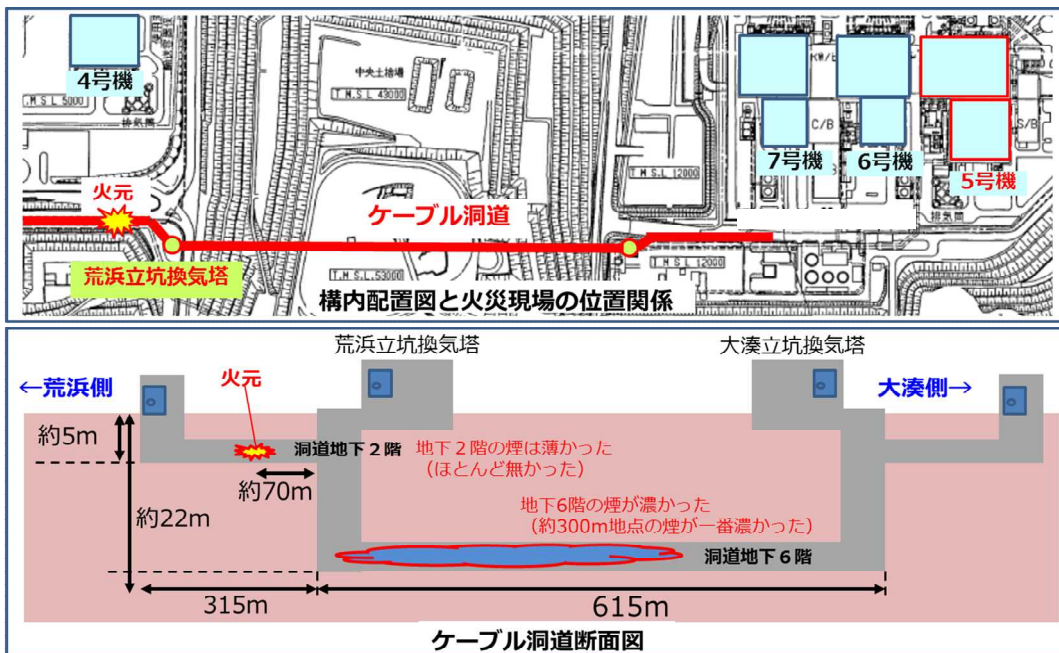 4号機
T.M.S.L 5000
排気筒
中央土捨場
T.M.S.L 43000
K W/B
C/B
S/B
7号機
6号機
5号機
排気筒
T.M.S.L 12000
火元
ケーブル洞道
荒浜立坑換気塔
T.M.S.L.53000
T.M.S.L 12000
構内配置図と火災現場の位置関係
荒浜立坑換気塔
大湊立坑換気塔
←荒浜側
火元
大湊側→
約5m
洞道地下２階
地下２階の煙は薄かった
（ほとんど無かった）
約70m
約22m
地下6階の煙が濃かった
（約300m地点の煙が一番濃かった）
洞道地下６階
315m
615m
ケーブル洞道断面図